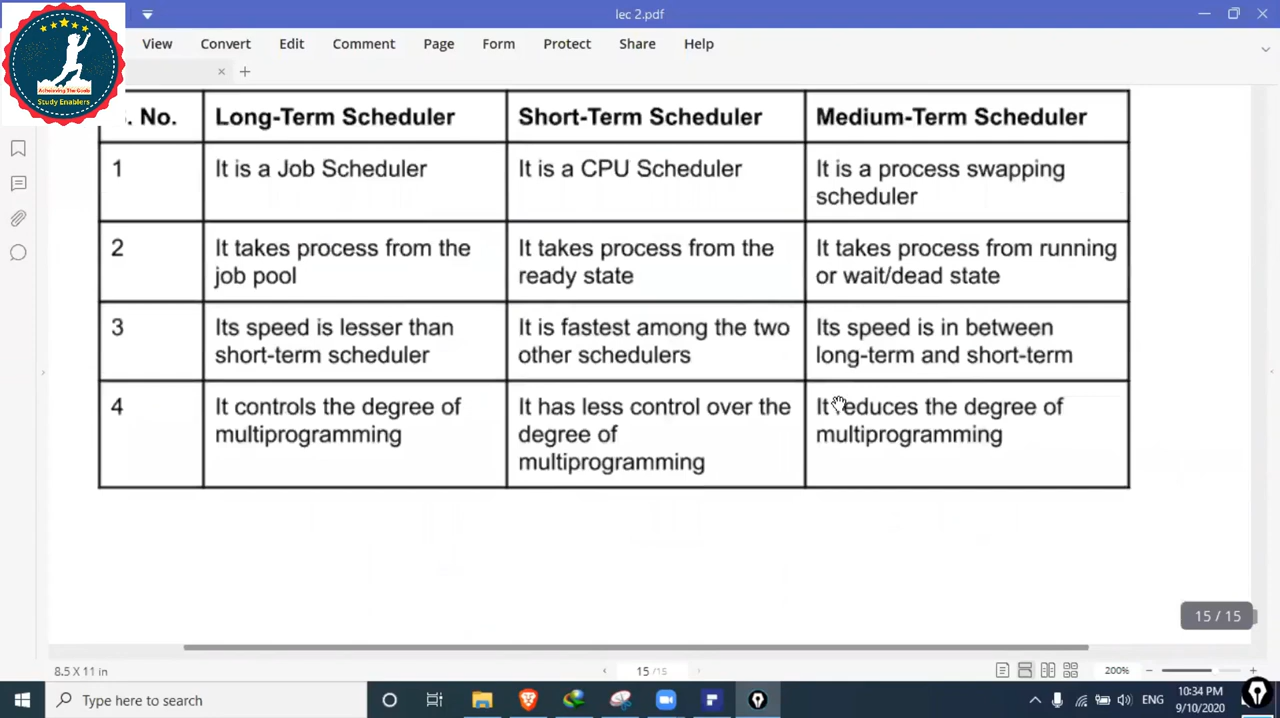 lec 2.pdf
View Convert Edit Comment Page Form Protect Share Help
Acheieving The Goals
Study Enablers
. No. Long-Term Scheduler Short-Term Scheduler Medium-Term Scheduler
1 It is a Job Scheduler It is a CPU Scheduler It is a process swapping
scheduler
2 It takes process from the It takes process from the It takes process from running
job pool ready state or wait/dead state
3 Its speed is lesser than It is fastest among the two Its speed is in between
short-term scheduler other schedulers long-term and short-term
4 It controls the degree of It has less control over the It reduces the degree of
multiprogramming degree of multiprogramming
multiprogramming
15 / 15
8.5 X 11 in 15 /15 200%
Type here to search ENG 10:34 PM
9/10/2020